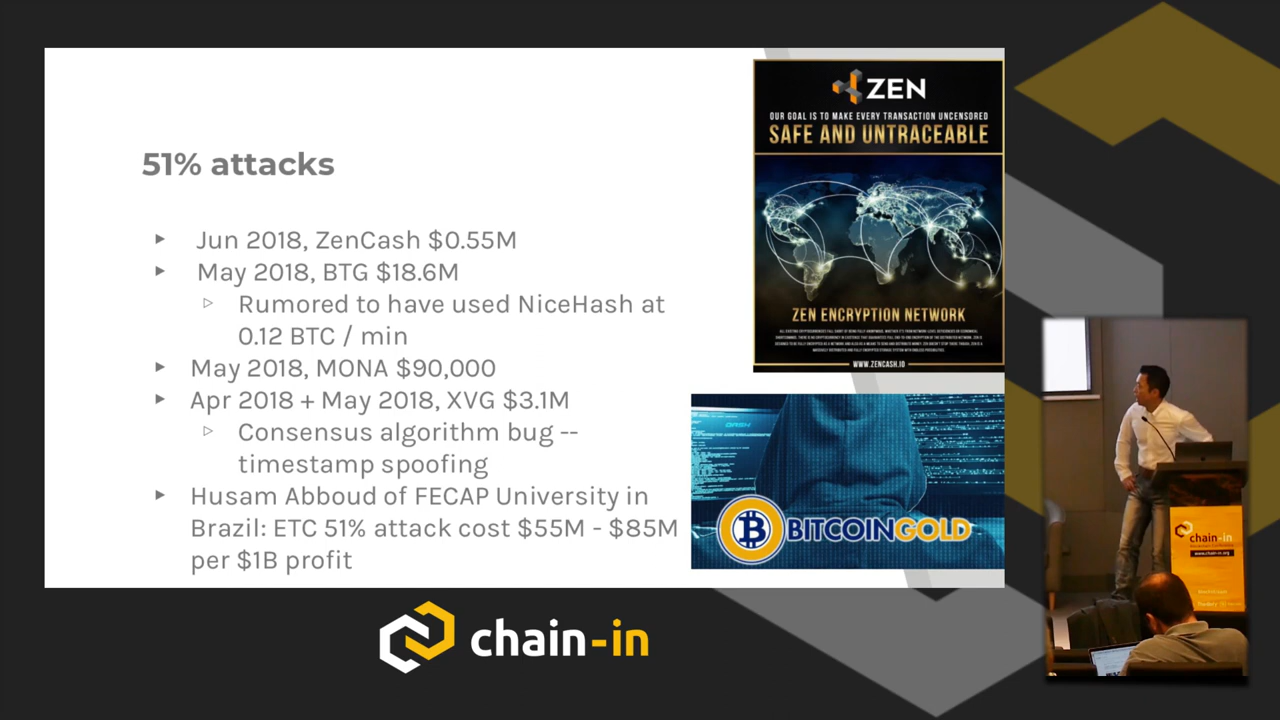 51% attacks
Jun 2018, ZenCash $0.55M
May 2018, BTG $18.6M
Rumored to have used NiceHash at
0.12 BTC / min
May 2018, MONA $90,000
Apr 2018 + May 2018, XVG $3.1M
Consensus algorithm bug --
timestamp spoofing
Husam Abboud of FECAP University in
Brazil: ETC 51% attack cost $55M - $85M
per $1B profit
ZEN
OUR GOAL IS TO MAKE EVERY TRANSACTION UNCENSORED
SAFE AND UNTRACEABLE
ZEN ENCRYPTION NETWORK
WWW.ZENCASH.IO
BITCOINGOLD
chain-in
www.chain-in.org
chain-in